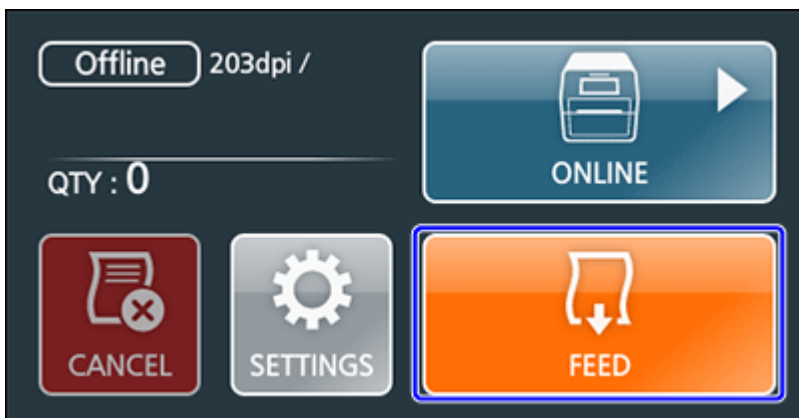 Offline 203dpi /
ONLINE
QTY : 0
CANCEL
SETTINGS
FEED